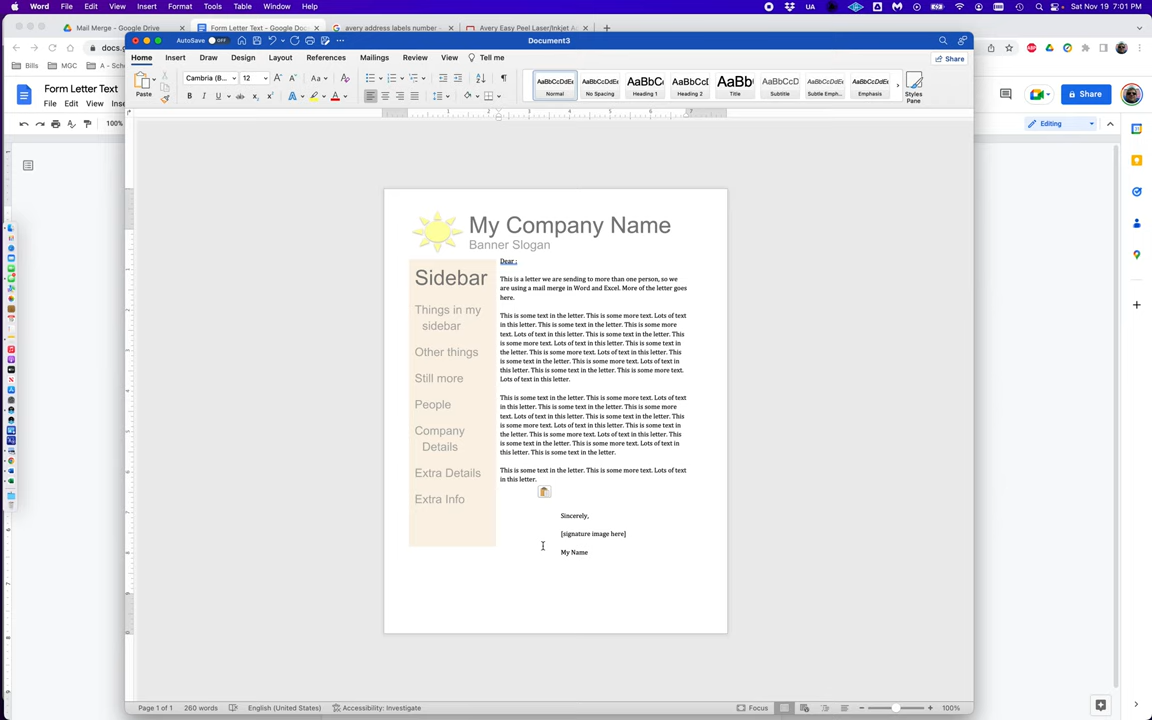 Word File Edit View Insert Format Tools Table Window Help UA Sat Nov 19 7:01 PM
Mail Merge - Google Drive Form Letter Text - Google Doc avery address labels number - Avery Easy Peel Laser/Inkjet A
docs.g
AutoSave OFF Document3
Bills MGC
Home Insert Draw Design Layout References Mailings Review View Tell me Share
Form Letter Text
File Edit View Inse
100%
Paste
Cambria (B... 12
AaBbCcDdEe AaBbCcDdEe AaBbCc AaBbCcD AaBb( AaBbCcD AaBbCcDdEe AaBbCcDdEe
Normal No Spacing Heading 1 Heading 2 Title Subtitle Subtle Emph... Emphasis Styles Pane
Share
Editing
My Company Name
Banner Slogan
Sidebar
Things in my
sidebar
Other things
Still more
People
Company
Details
Extra Details
Extra Info
Dear :
This is a letter we are sending to more than one person, so we
are using a mail merge in Word and Excel. More of the letter goes
here.
This is some text in the letter. This is some more text. Lots of text
in this letter. This is some text in the letter. This is some more
text. Lots of text in this letter. This is some text in the letter. This
is some more text. Lots of text in this letter. This is some text in
the letter. This is some more text. Lots of text in this letter. This
is some text in the letter. This is some more text. Lots of text in
this letter. This is some text in the letter. This is some more text.
Lots of text in this letter.
This is some text in the letter. This is some more text. Lots of text
in this letter. This is some text in the letter. This is some more
text. Lots of text in this letter. This is some text in the letter. This
is some more text. Lots of text in this letter. This is some text in
the letter. This is some more text. Lots of text in this letter. This
is some text in the letter. This is some more text. Lots of text in
this letter. This is some text in the letter.
This is some text in the letter. This is some more text. Lots of text
in this letter.
Sincerely,
[signature image here]
My Name
Page 1 of 1 260 words English (United States) Accessibility: Investigate Focus 100%